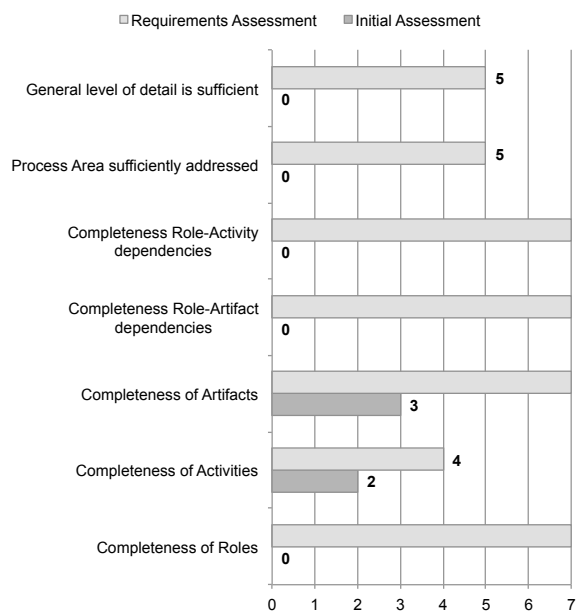 Requirements Assessment Initial Assessment
General level of detail is sufficient
5
0
Process Area sufficiently addressed
5
0
Completeness Role-Activity
dependencies
0
Completeness Role-Artifact
dependencies
0
Completeness of Artifacts
3
Completeness of Activities
4
2
Completeness of Roles
0
0 1 2 3 4 5 6 7